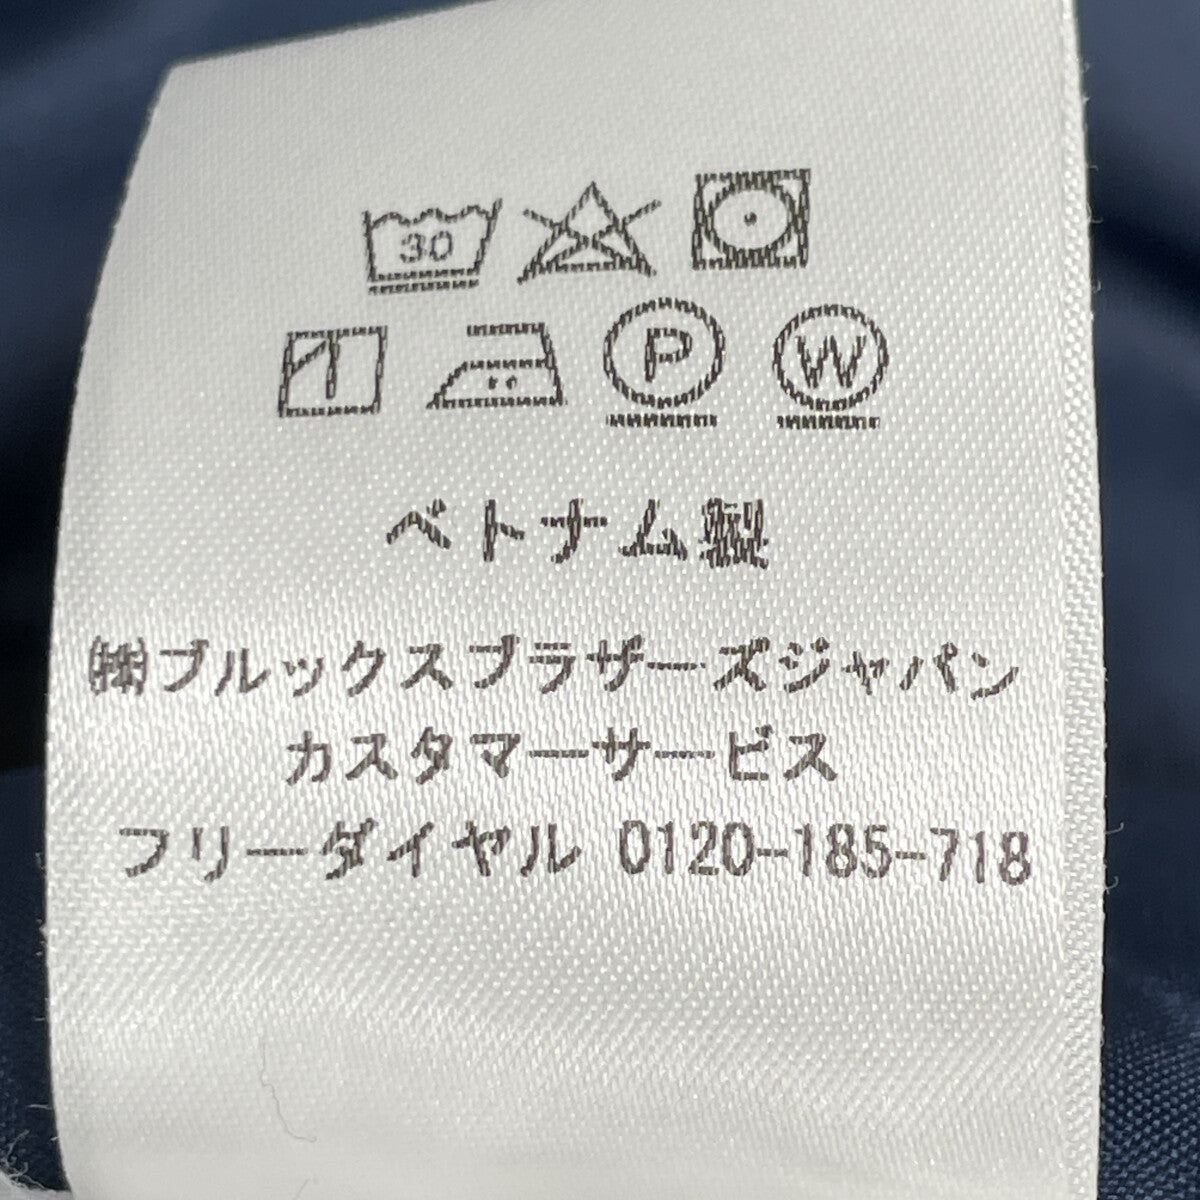 30
P W
ベトナム製
㈱ブルックスブラザーズジャパン
カスタマーサービス
フリーダイヤル 0120-185-718